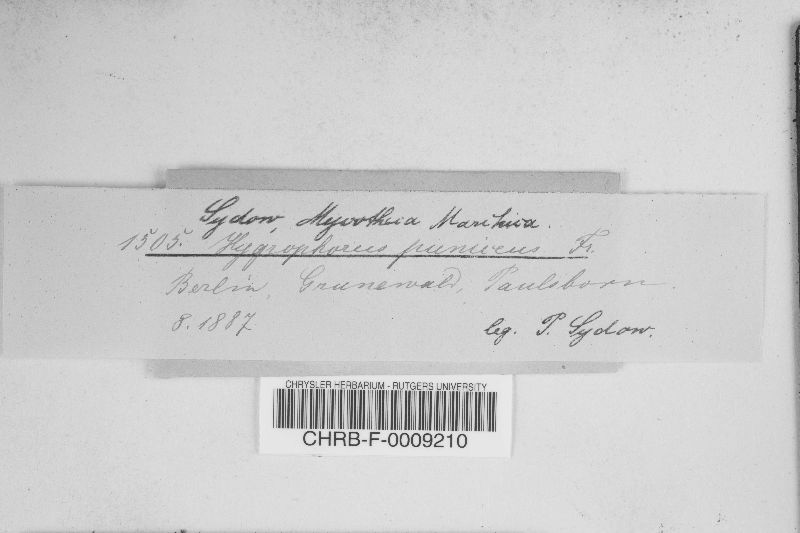 Sydow, Mycotheca Marchica.
1505. Hygrophorus puniceus Fr.
Berlin, Grunewald, Paulsborn.
8. 1887
leg. P. Sydow.
CHRYSLER HERBARIUM - RUTGERS UNIVERSITY
CHRB-F-0009210